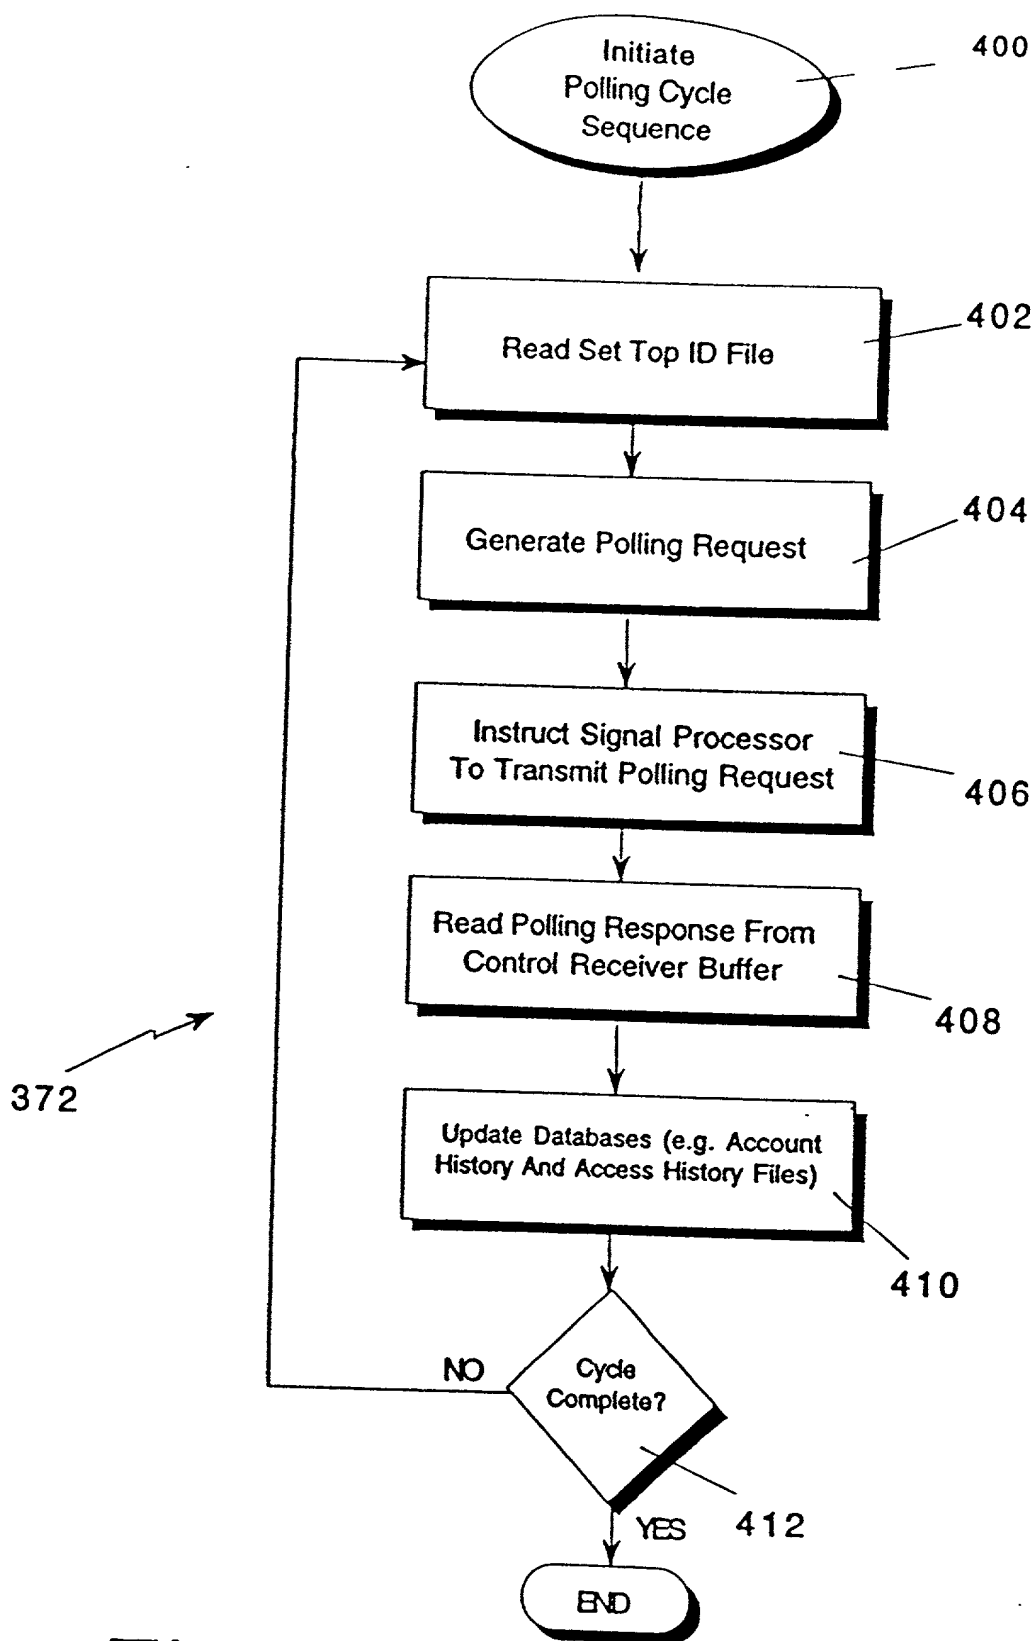 Initiate
Polling Cycle
Sequence
400
Read Set Top ID File
402
Generate Polling Request
404
Instruct Signal Processor
To Transmit Polling Request
406
Read Polling Response From
Control Receiver Buffer
408
372
Update Databases (e.g. Account
History And Access History Files)
410
NO
Cycle
Complete?
412
YES
END